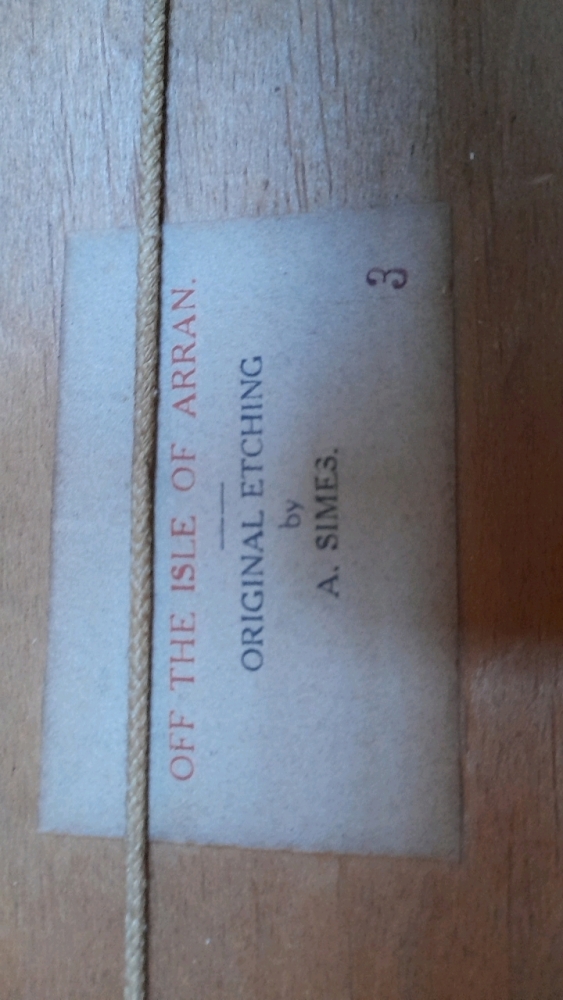 OFF THE ISLE OF ARRAN.
ORIGINAL ETCHING
by
A. SIMES.
3